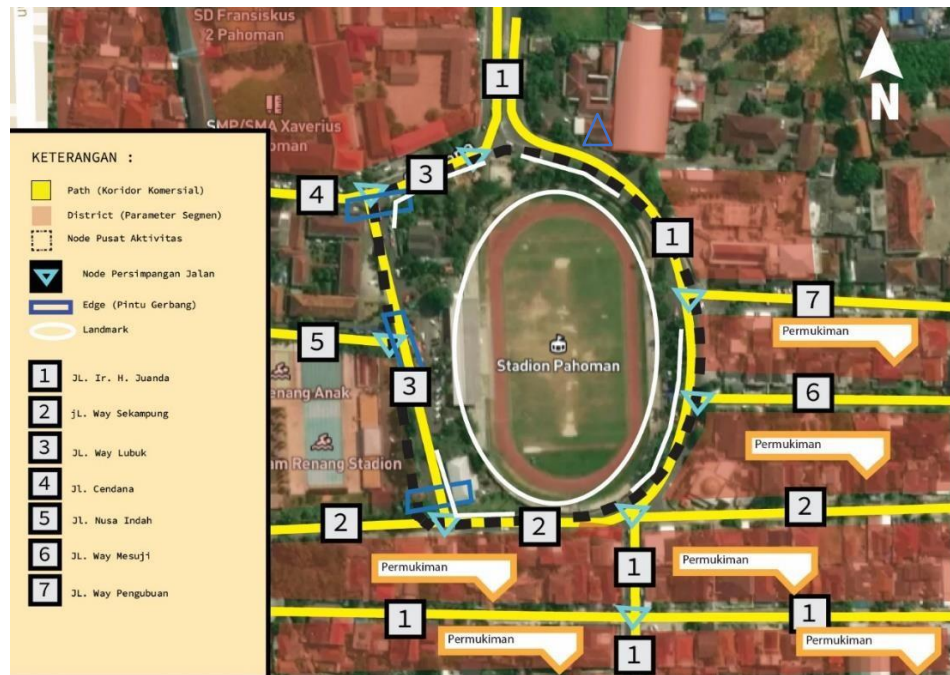 SD Fransiskus
2 Pahoman
SMP/SMA Xaverius
N
KETERANGAN :
Path (Koridor Komersial)
District (Parameter Segmen)
Node Pusat Aktivitas
Node Persimpangan Jalan
Edge (Pintu Gerbang)
Landmark
1 JL. Ir. H. Juanda
2 jL. Way Sekampung
3 JL. Way Lubuk
4 Jl. Cendana
5 Jl. Nusa Indah
6 JL. Way Mesuji
7 JL. Way Pengubuan
1
3
4
1
7
Permukiman
5
Stadion Pahoman
3
6
enang Anak
Permukiman
am Renang Stadion
2
2
2
Permukiman
1
Permukiman
1
1
Permukiman
1
Permukiman